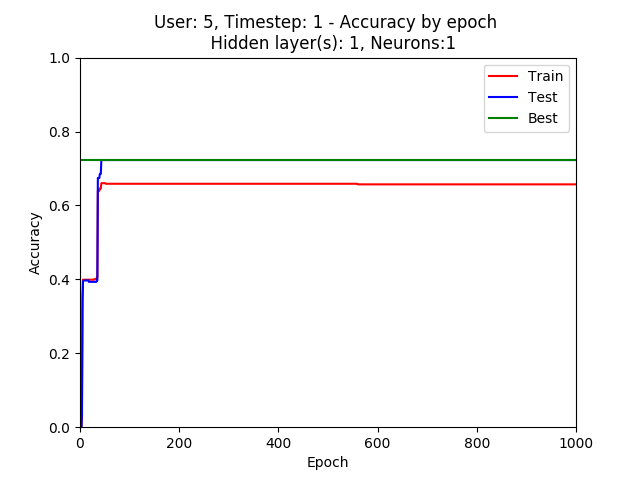 User: 5, Timestep: 1 - Accuracy by epoch
Hidden layer(s): 1, Neurons:1
Train
Test
Best
Accuracy
1.0
0.8
0.6
0.4
0.2
0.0
0 200 400 600 800 1000
Epoch